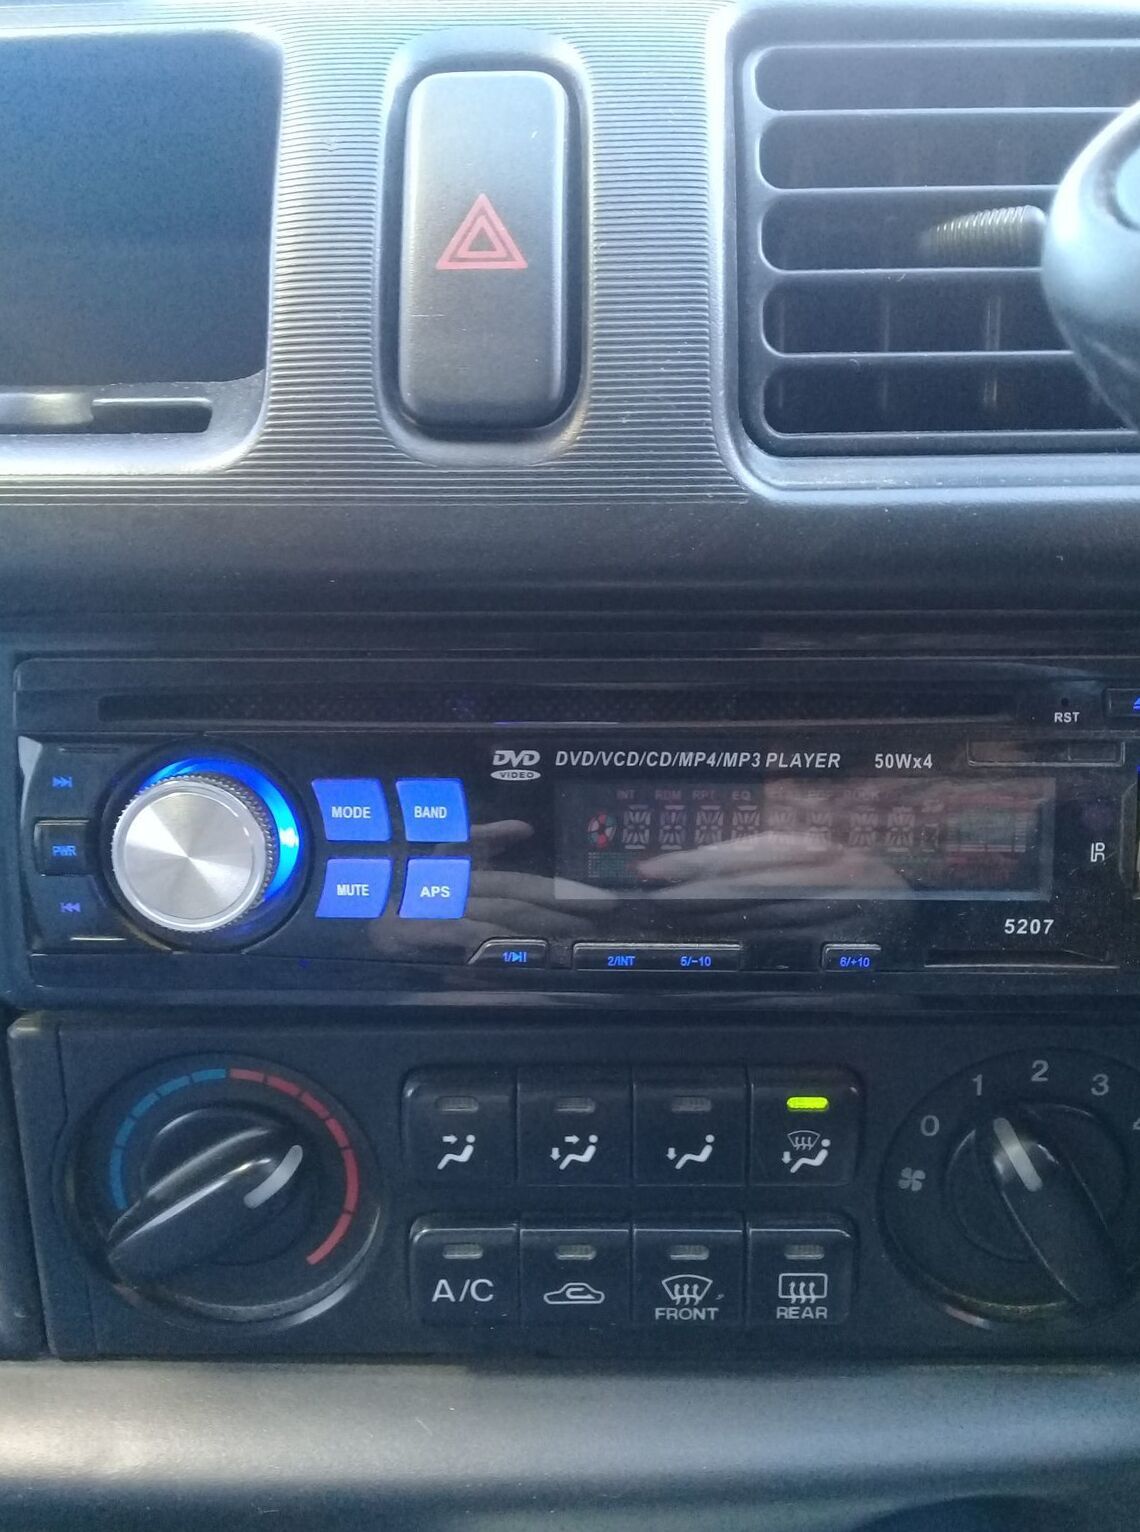 RST
DVD DVD/VCD/CD/MP4/MP3 PLAYER 50Wx4
VIDEO
INT RDM RPT EQ
MODE BAND
PWR
MUTE APS
5207
1/ 2/INT 5/-10 6/+10
0 1 2 3 4
A/C
FRONT REAR